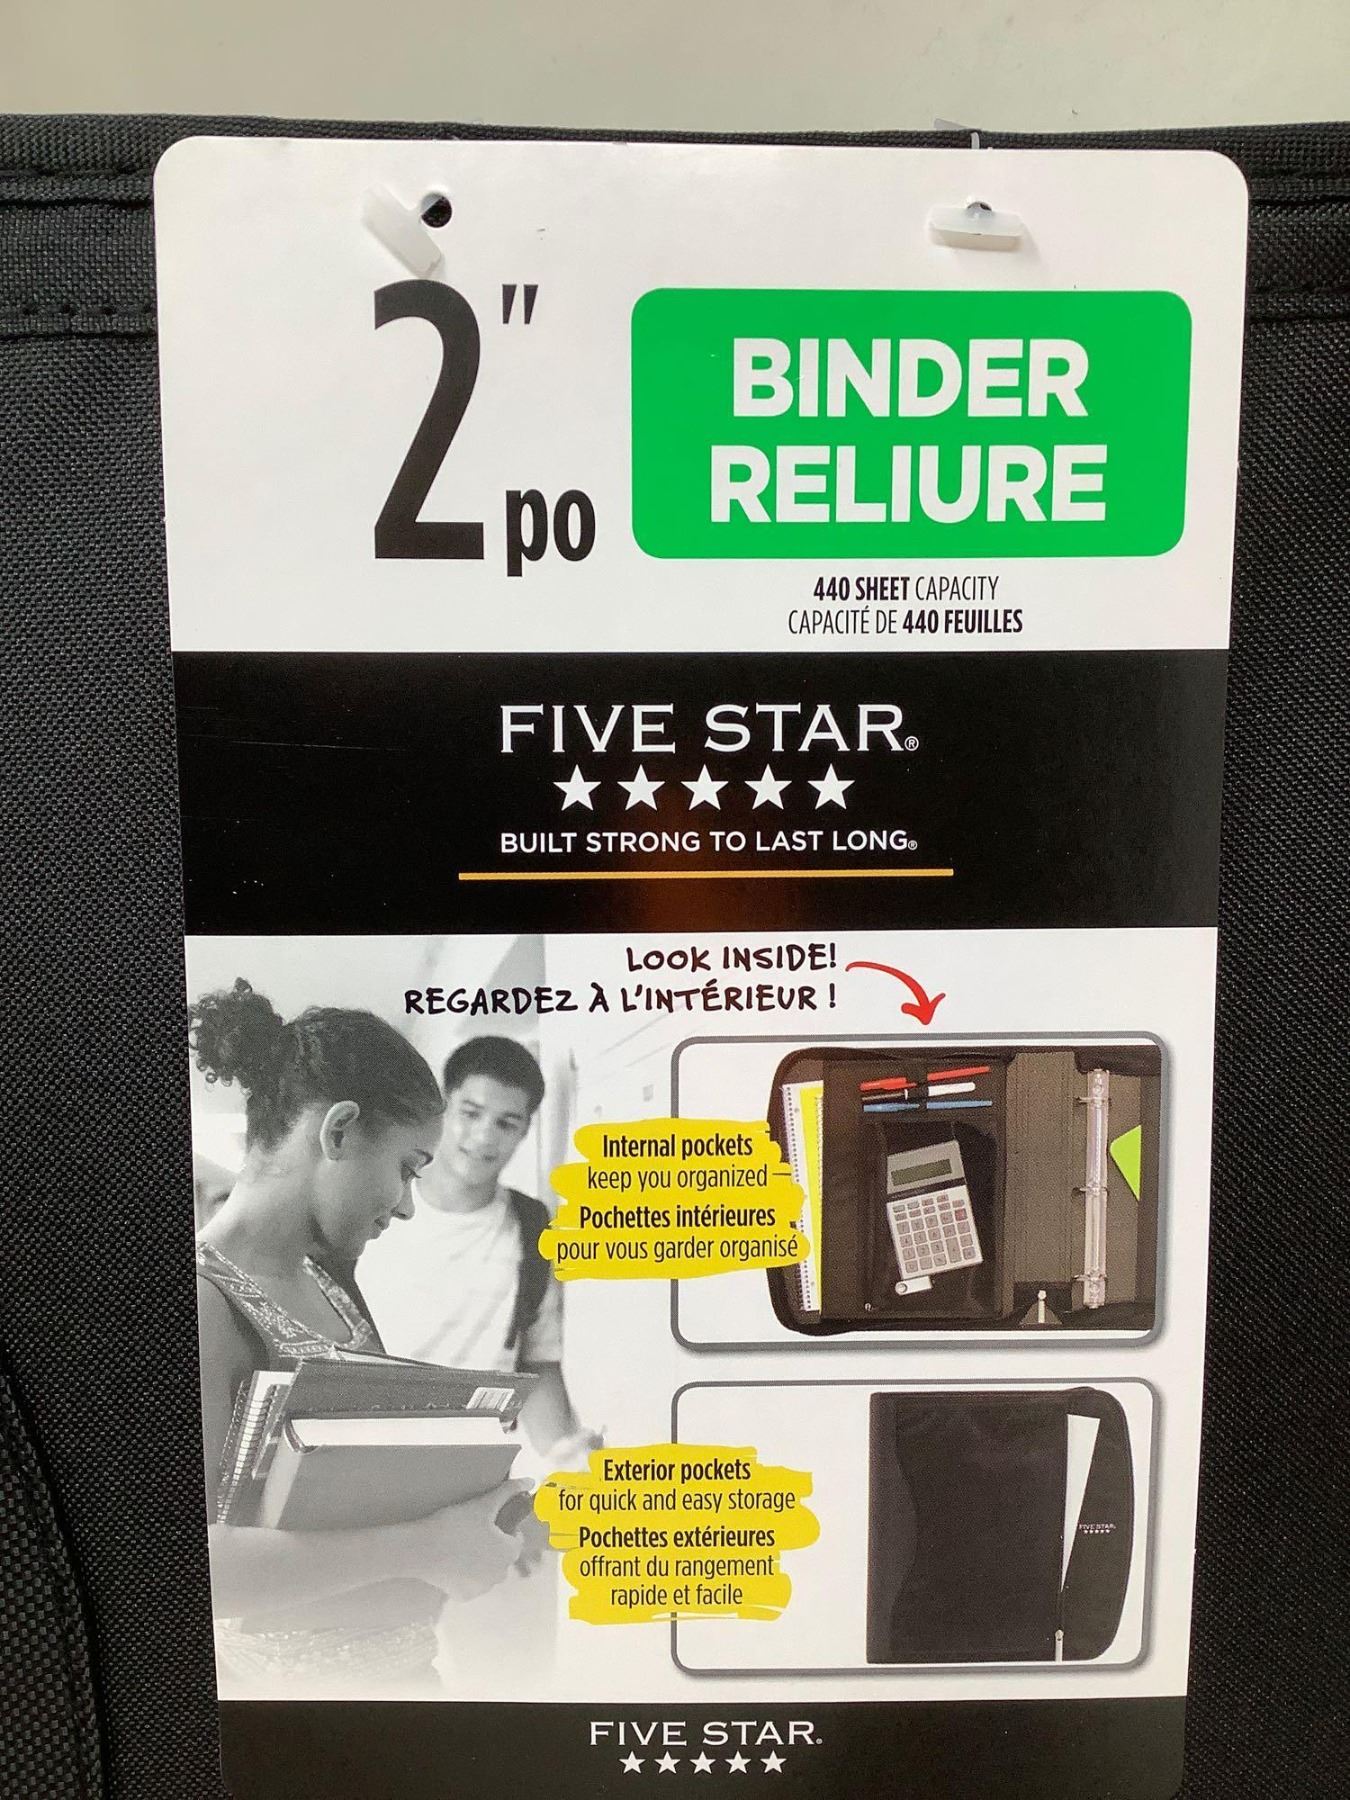 2"
po
BINDER
RELIURE
440 SHEET CAPACITY
CAPACITÉ DE 440 FEUILLES
FIVE STAR®
BUILT STRONG TO LAST LONG®
LOOK INSIDE!
REGARDEZ À L'INTÉRIEUR !
Internal pockets
keep you organized
Pochettes intérieures
pour vous garder organisé
Exterior pockets
for quick and easy storage
Pochettes extérieures
offrant du rangement
rapide et facile
FIVE STAR.
FIVE STAR®